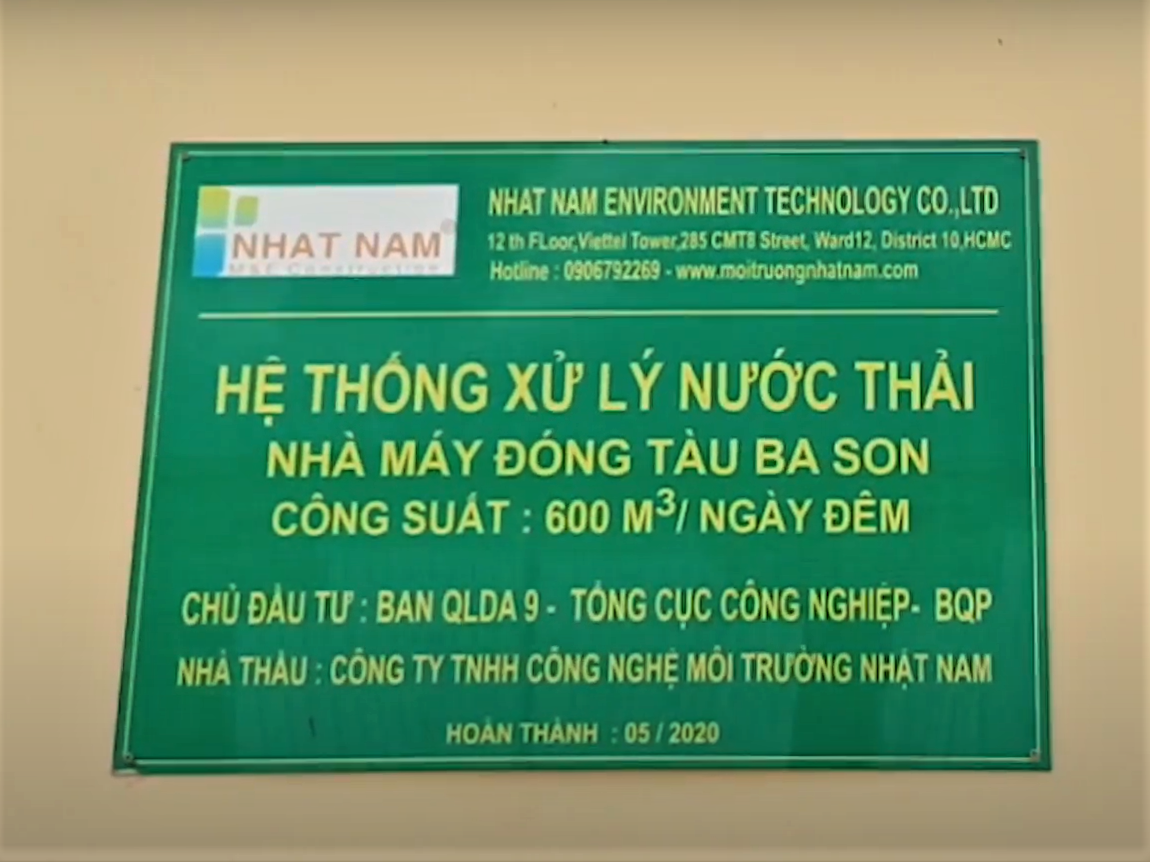 NHAT NAM®
M&E Construction
NHAT NAM ENVIRONMENT TECHNOLOGY CO.,LTD
12 th FLoor,Viettel Tower,285 CMT8 Street, Ward12, District 10,HCMC
Hotline : 0906792269 - www.moitruongnhatnam.com
HỆ THỐNG XỬ LÝ NƯỚC THẢI
NHÀ MÁY ĐÓNG TÀU BA SON
CÔNG SUẤT : 600 M³/ NGÀY ĐÊM
CHỦ ĐẦU TƯ : BAN QLDA 9 - TỔNG CỤC CÔNG NGHIỆP- BQP
NHÀ THẦU : CÔNG TY TNHH CÔNG NGHỆ MÔI TRƯỜNG NHẬT NAM
HOÀN THÀNH : 05 / 2020